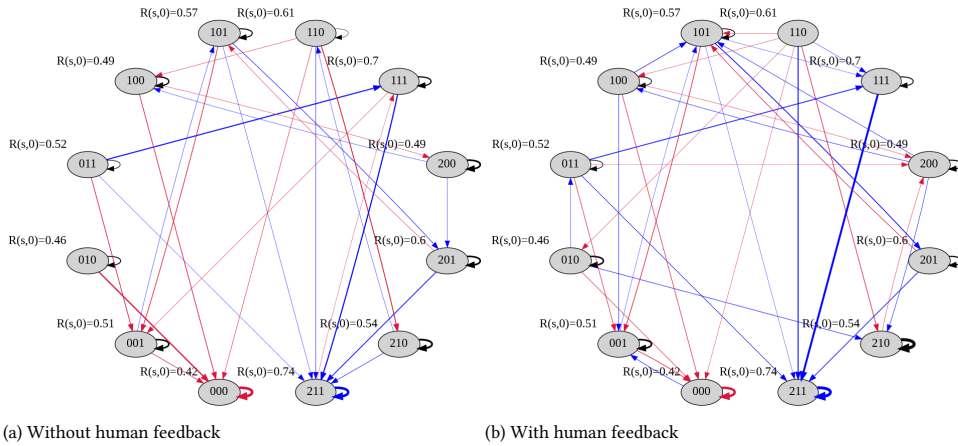 R(s,0)=0.57 R(s,0)=0.61
101 110
R(s,0)=0.49 R(s,0)=0.7
100 111
R(s,0)=0.52 R(s,0)=0.49
011 200
R(s,0)=0.46 R(s,0)=0.6
010 201
R(s,0)=0.51 R(s,0)=0.54
001 210
R(s,0)=0.42 R(s,0)=0.74
000 211
(a) Without human feedback
R(s,0)=0.57 R(s,0)=0.61
101 110
R(s,0)=0.49 R(s,0)=0.7
100 111
R(s,0)=0.52 R(s,0)=0.49
011 200
R(s,0)=0.46 R(s,0)=0.6
010 201
R(s,0)=0.51 R(s,0)=0.54
001 210
R(s,0)=0.42 R(s,0)=0.74
000 211
(b) With human feedback